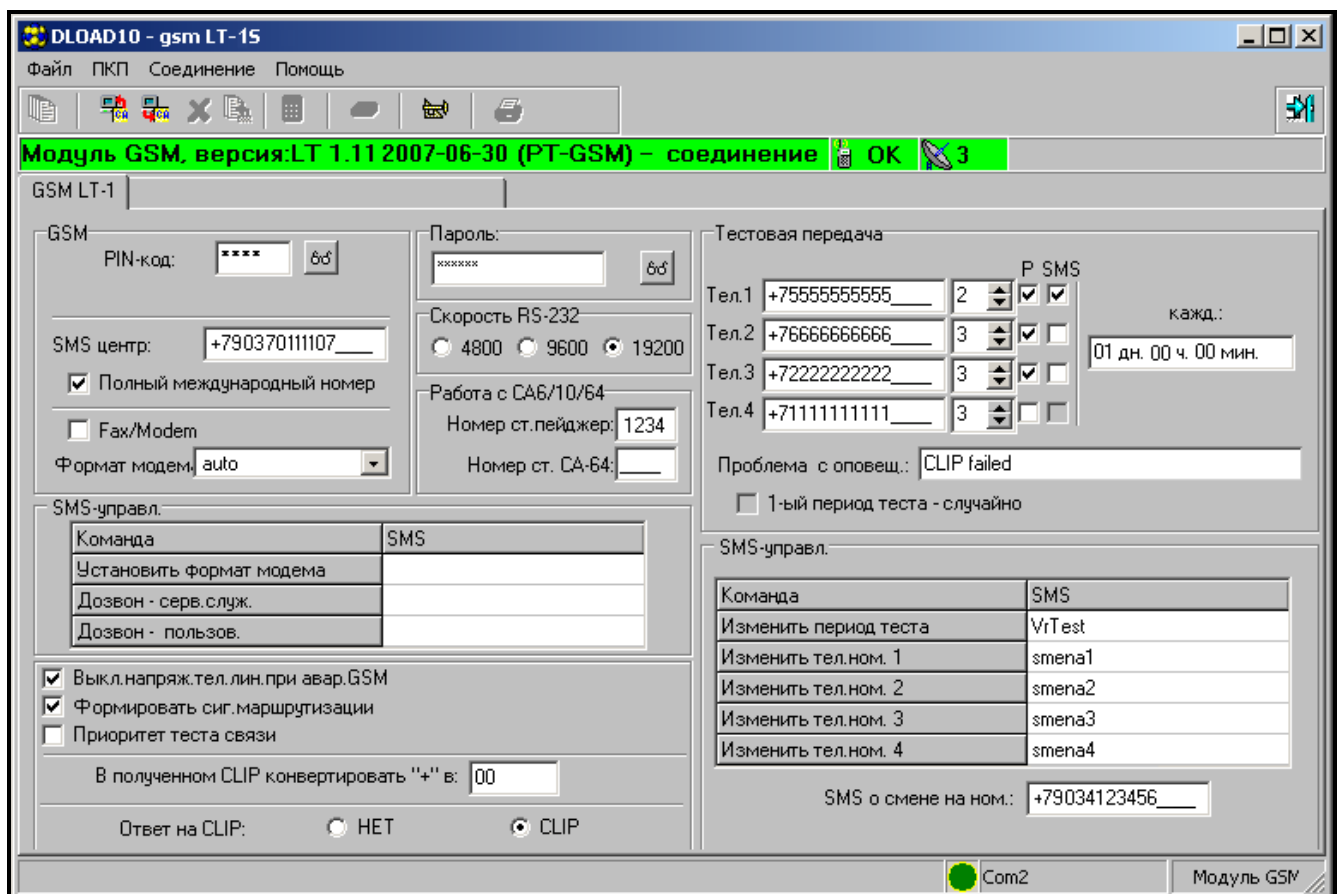 DLOAD10 - gsm LT-1S
Файл ПКП Соединение Помощь
Модуль GSM, версия:LT 1.11 2007-06-30 (PT-GSM) – соединение OK 3
GSM LT-1
GSM
PIN-код: ****
SMS центр: +790370111107____
Полный международный номер
Fax/Modem
Формат модем. auto
Пароль:
******
Скорость RS-232
4800 9600 19200
Работа с CA6/10/64
Номер ст.пейджер: 1234
Номер ст. CA-64: ____
Тестовая передача
P SMS
Тел.1 +75555555555____ 2
Тел.2 +76666666666____ 3
Тел.3 +72222222222____ 3
Тел.4 +71111111111____ 3
кажд.:
01 дн. 00 ч. 00 мин.
Проблема с оповещ.: CLIP failed
1-ый период теста - случайно
SMS-управл.
Команда SMS
Установить формат модема
Дозвон - серв.служ.
Дозвон - пользов.
Выкл.напряж.тел.лин.при авар.GSM
Формировать сиг.маршрутизации
Приоритет теста связи
В полученном CLIP конвертировать "+" в: 00
Ответ на CLIP: НЕТ CLIP
SMS-управл.
Команда SMS
Изменить период теста VrTest
Изменить тел.ном. 1 smena1
Изменить тел.ном. 2 smena2
Изменить тел.ном. 3 smena3
Изменить тел.ном. 4 smena4
SMS о смене на ном.: +79034123456____
Com2 Модуль GSM